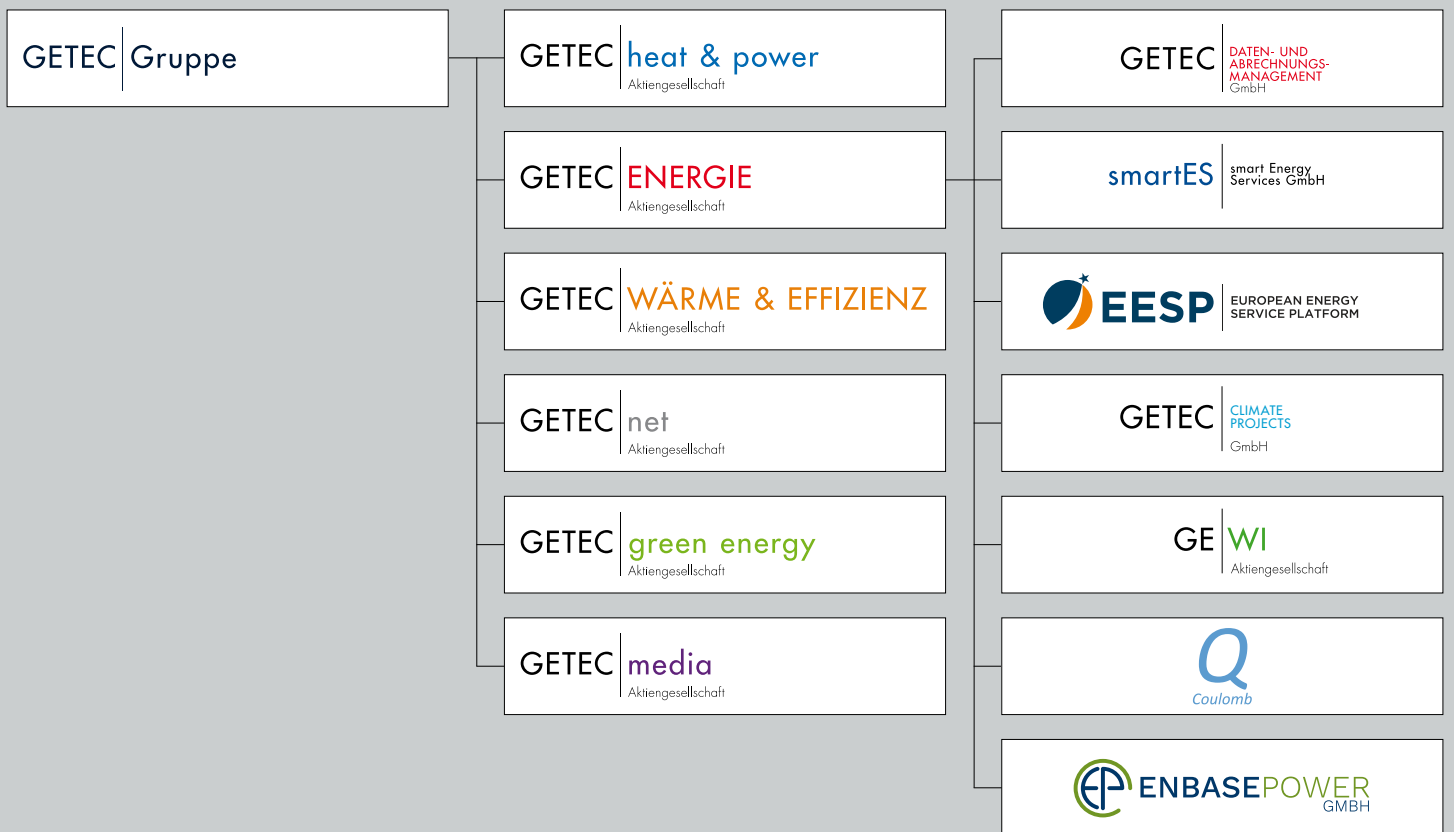 GETEC Gruppe
GETEC heat & power
Aktiengesellschaft
GETEC ENERGIE
Aktiengesellschaft
GETEC WÄRME & EFFIZIENZ
Aktiengesellschaft
GETEC net
Aktiengesellschaft
GETEC green energy
Aktiengesellschaft
GETEC media
Aktiengesellschaft
GETEC DATEN- UND
ABRECHNUNGS-
MANAGEMENT
GmbH
smartES smart Energy
Services GmbH
EESP EUROPEAN ENERGY
SERVICE PLATFORM
GETEC CLIMATE
PROJECTS
GmbH
GE WI
Aktiengesellschaft
Q
Coulomb
EP ENBASEPOWER
GMBH